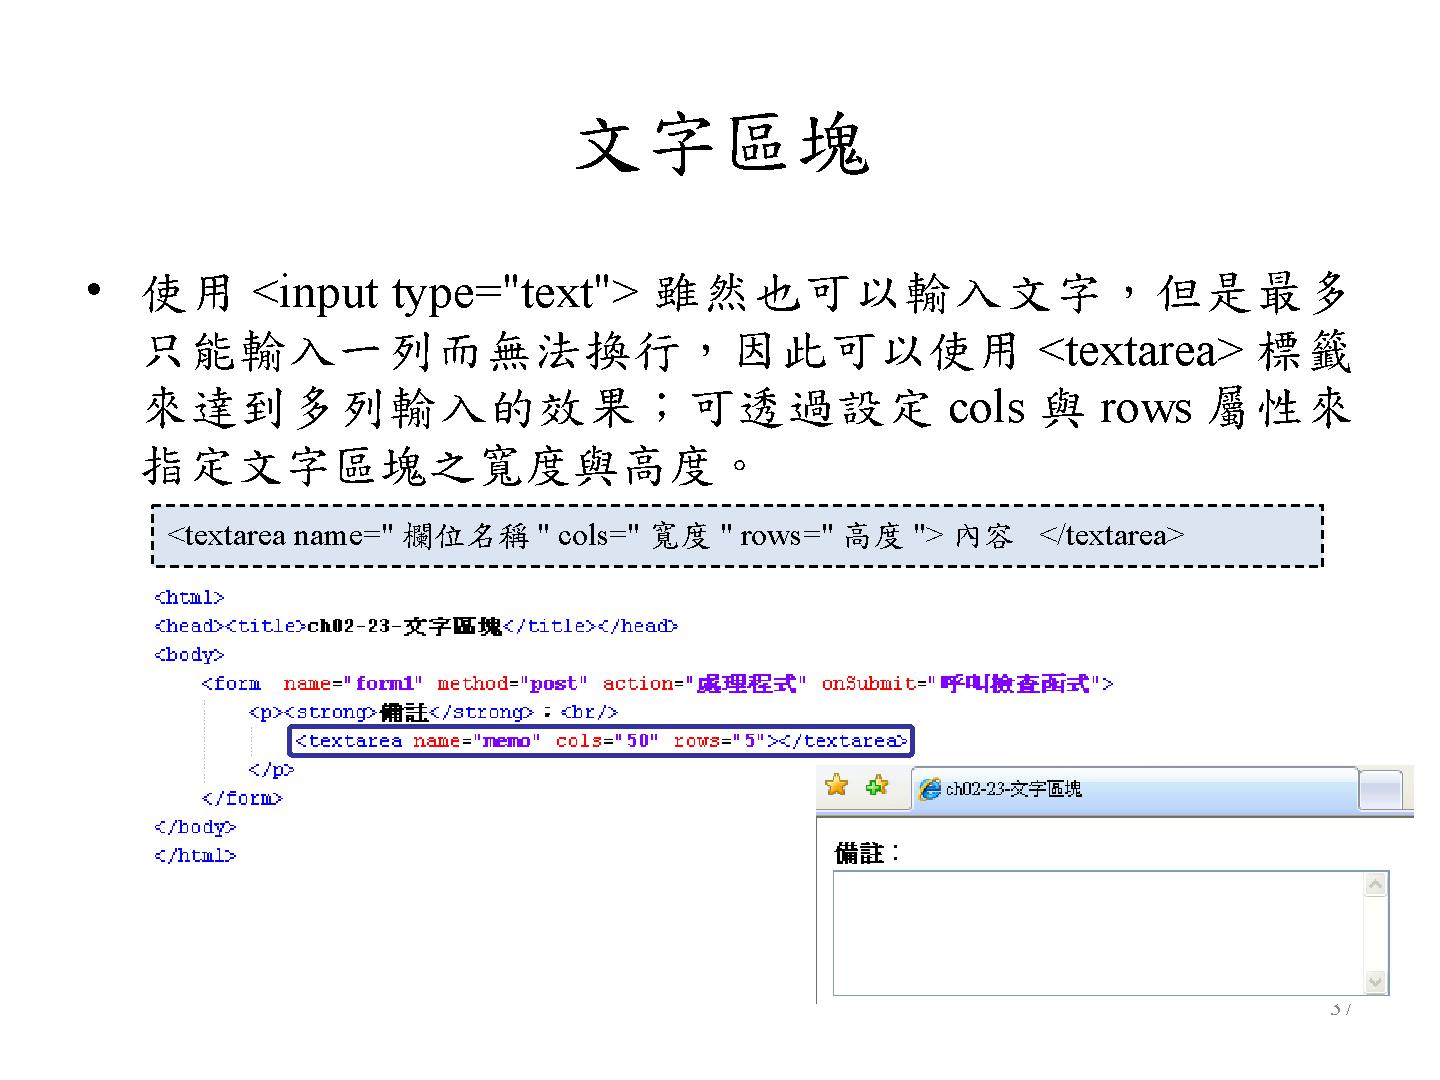 文字區塊
• 使用 <input type="text"> 雖然也可以輸入文字，但是最多
只能輸入一列而無法換行，因此可以使用 <textarea> 標籤
來達到多列輸入的效果；可透過設定 cols 與 rows 屬性來
指定文字區塊之寬度與高度。
<textarea name=" 欄位名稱 " cols=" 寬度 " rows=" 高度 "> 內容 </textarea>
<html>
<head><title>ch02-23-文字區塊</title></head>
<body>
<form name="form1" method="post" action="處理程式" onSubmit="呼叫檢查函式">
<p><strong>備註</strong>：<br/>
<textarea name="memo" cols="50" rows="5"></textarea>
</p>
</form>
</body>
</html>
ch02-23-文字區塊
備註：